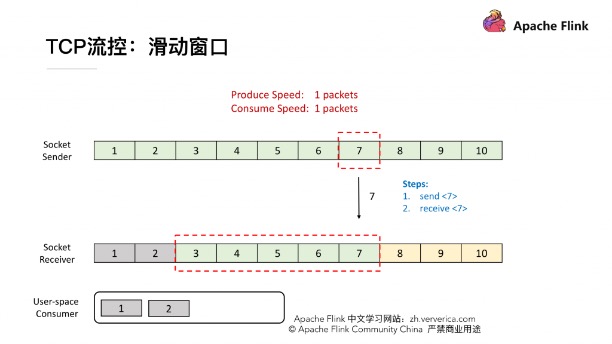 Apache Flink
TCP流控：滑动窗口
Produce Speed: 1 packets
Consume Speed: 1 packets
Socket
Sender
1 2 3 4 5 6 7 8 9 10
7
Steps:
1. send <7>
2. receive <7>
Socket
Receiver
1 2 3 4 5 6 7 8 9 10
User-space
Consumer
1 2
Apache Flink 中文学习网站：zh.ververica.com
© Apache Flink Community China 严禁商业用途